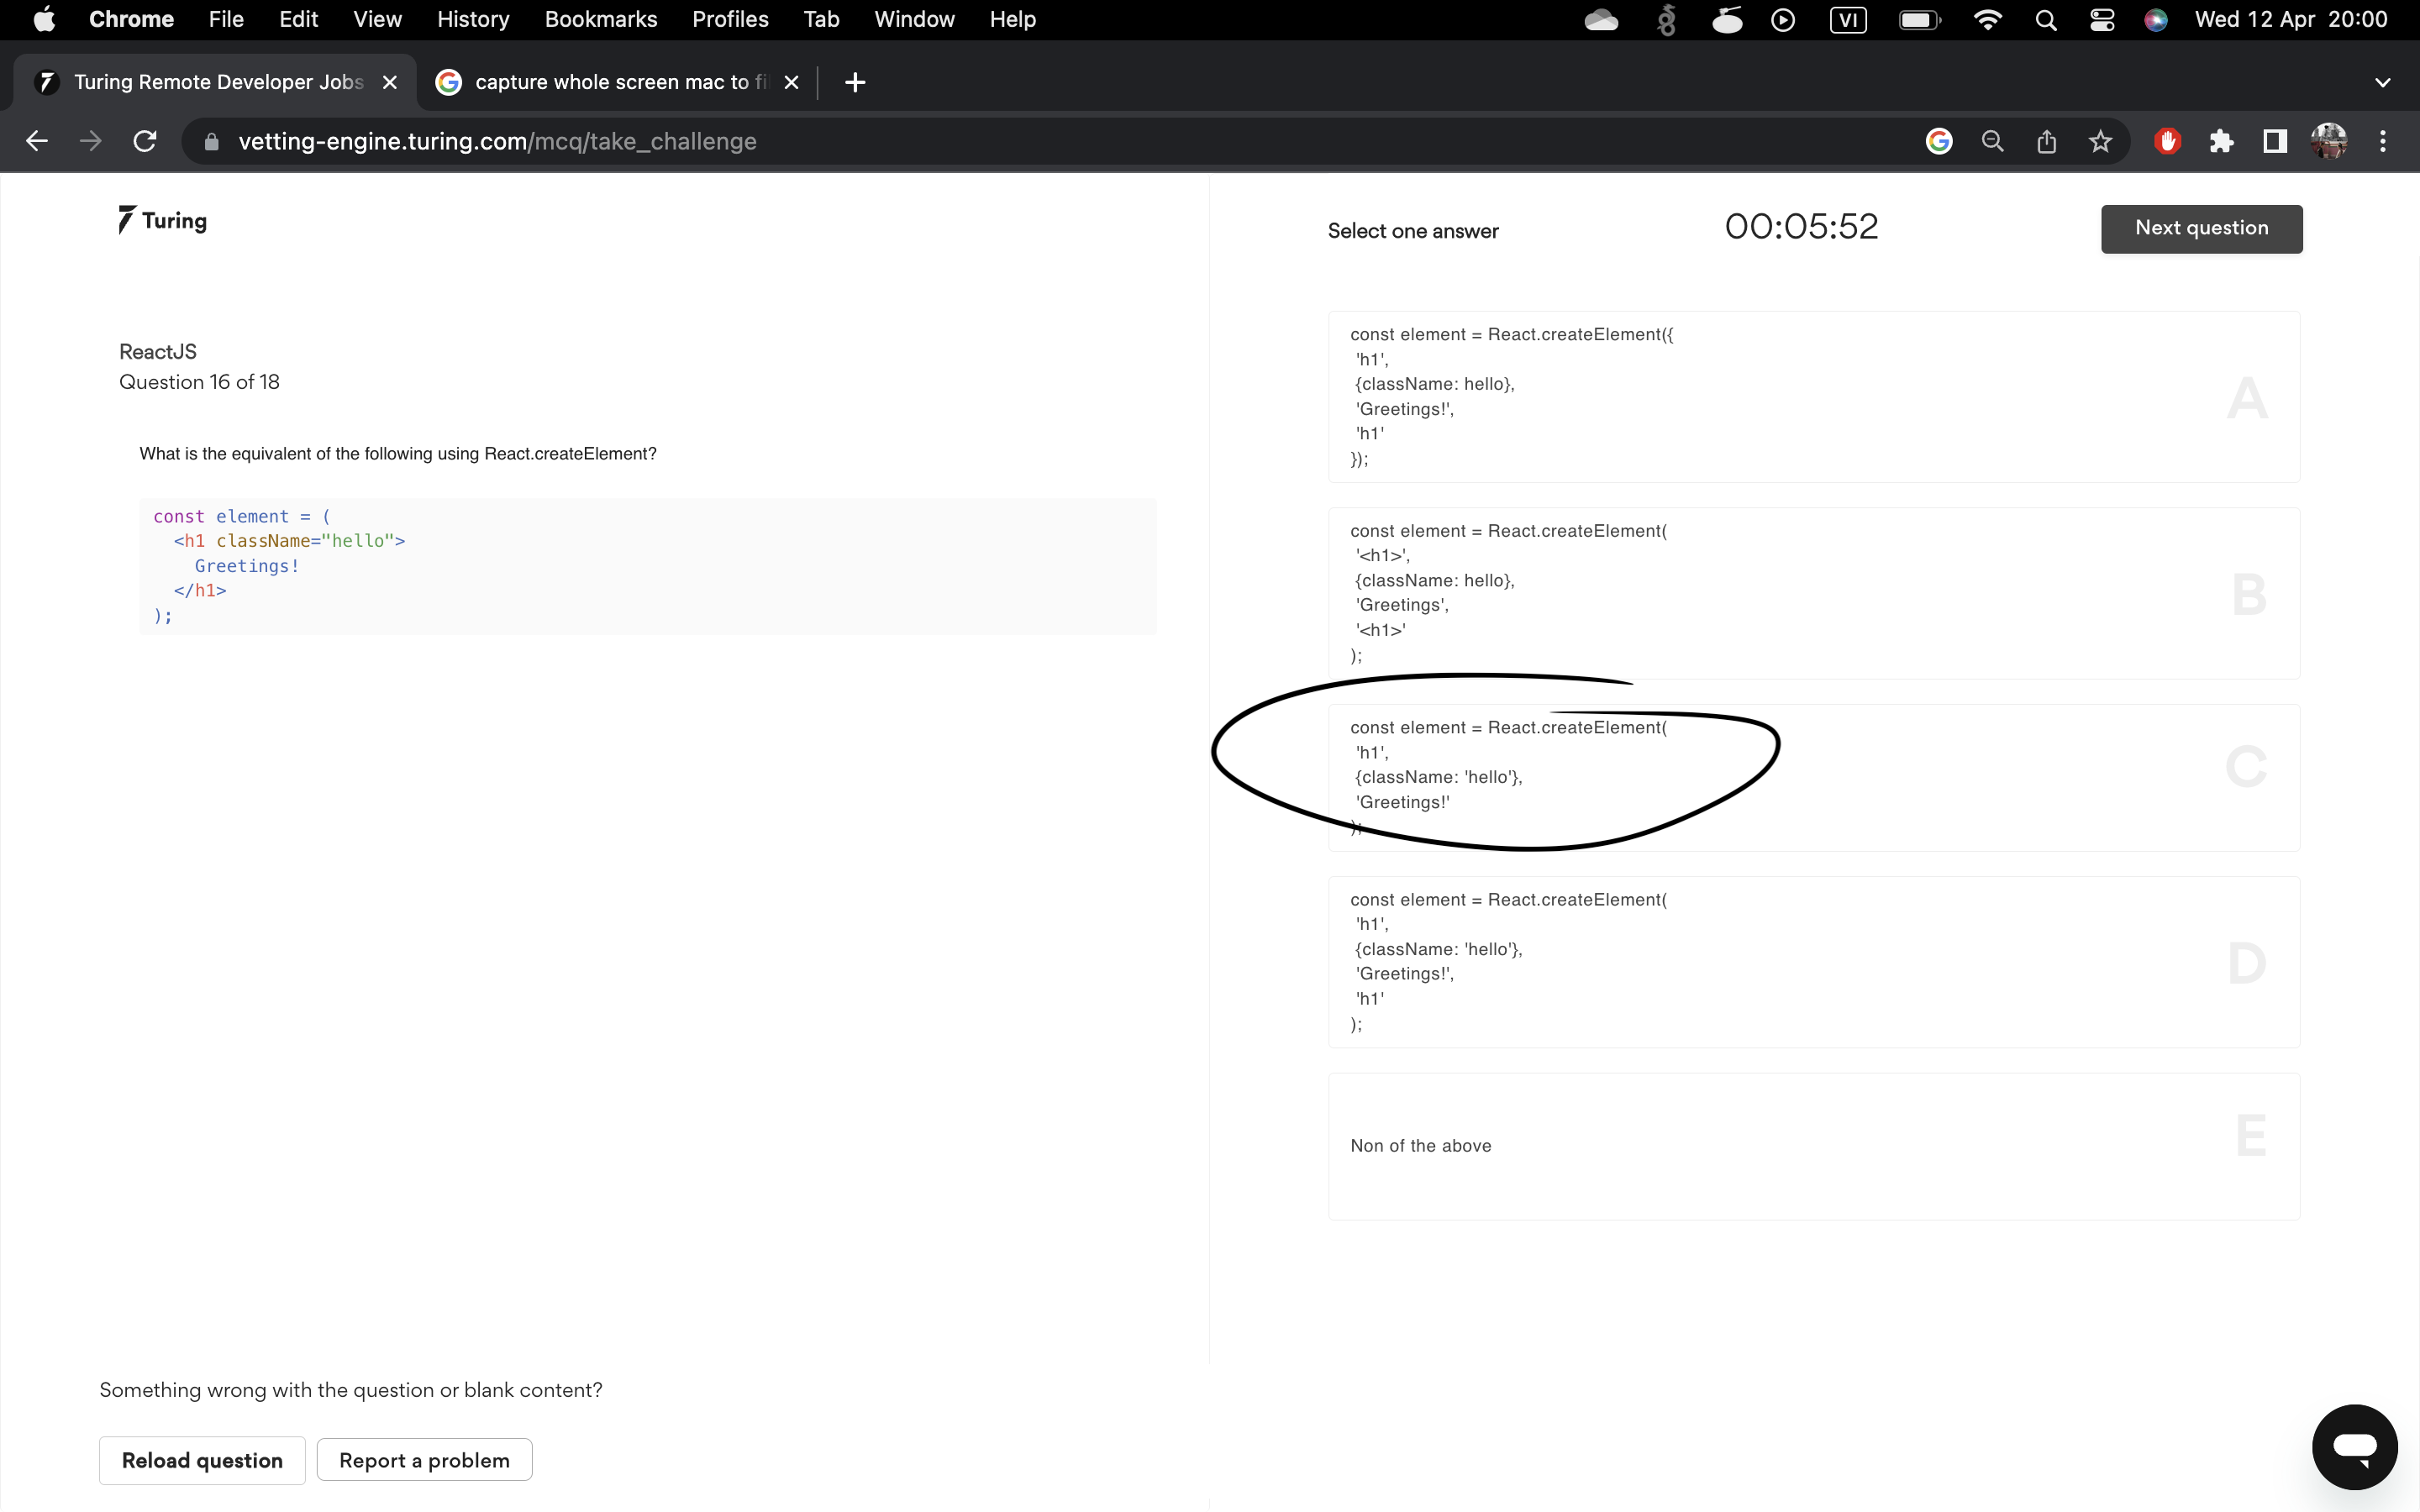 Chrome File Edit View History Bookmarks Profiles Tab Window Help VI Wed 12 Apr 20:00
Turing Remote Developer Jobs capture whole screen mac to fi
vetting-engine.turing.com/mcq/take_challenge
Turing
ReactJS
Question 16 of 18
What is the equivalent of the following using React.createElement?
const element = (
<h1 className="hello">
Greetings!
</h1>
);
Something wrong with the question or blank content?
Reload question Report a problem
Select one answer 00:05:52 Next question
const element = React.createElement({
'h1',
{className: hello},
'Greetings!',
'h1'
});
A
const element = React.createElement(
'<h1>',
{className: hello},
'Greetings',
'<h1>'
);
B
const element = React.createElement(
'h1',
{className: 'hello'},
'Greetings!'
);
C
const element = React.createElement(
'h1',
{className: 'hello'},
'Greetings!',
'h1'
);
D
Non of the above
E